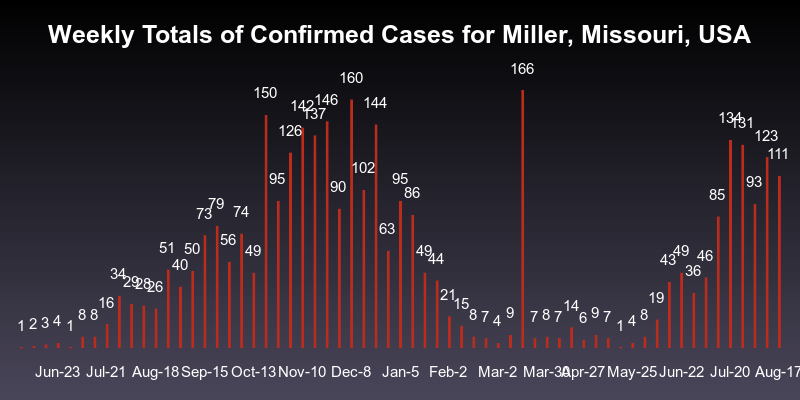 Weekly Totals of Confirmed Cases for Miller, Missouri, USA
1 2 3 4 1 8 8 16 34 29 28 26 51 40 50 73 79 56 74 49 150 95 126 142 137 146 90 160 102 144 63 95 86 49 44 21 15 8 7 4 9 166 7 8 7 14 6 9 7 1 4 8 19 43 49 36 46 85 134 131 93 123 111
Jun-23 Jul-21 Aug-18 Sep-15 Oct-13 Nov-10 Dec-8 Jan-5 Feb-2 Mar-2 Mar-30 Apr-27 May-25 Jun-22 Jul-20 Aug-17